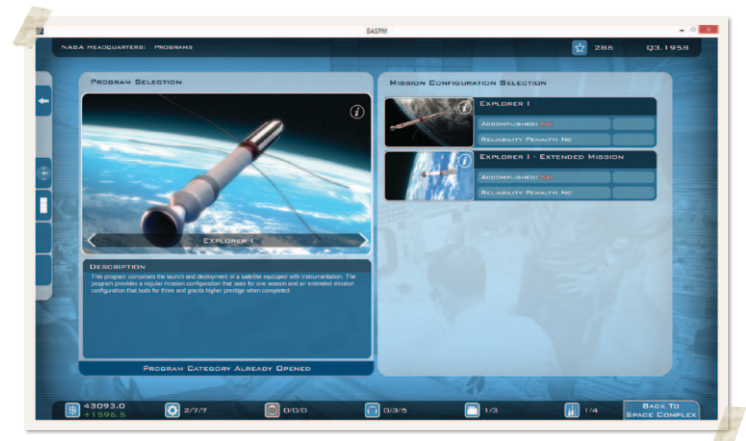 BASPM
NASA Headquarters: Programs
286
Q3.1958
Program Selection
Explorer I
Description
This program comprises the launch and deployment of a satellite equiped with instrumentation. The
program provides a regular mission configuration that lasts for one season and an extended mission
configuration that lasts for three and grants higher prestige when completed.
Program Category Already Opened
Mission Configuration Selection
Explorer I
Accomplished: No
Reliability Penalty: No
Explorer I - Extended Mission
Accomplished: No
Reliability Penalty: No
43093.0
+1596.5
2/7/7
0/0/0
0/3/5
1/3
1/4
Back To
Space Complex